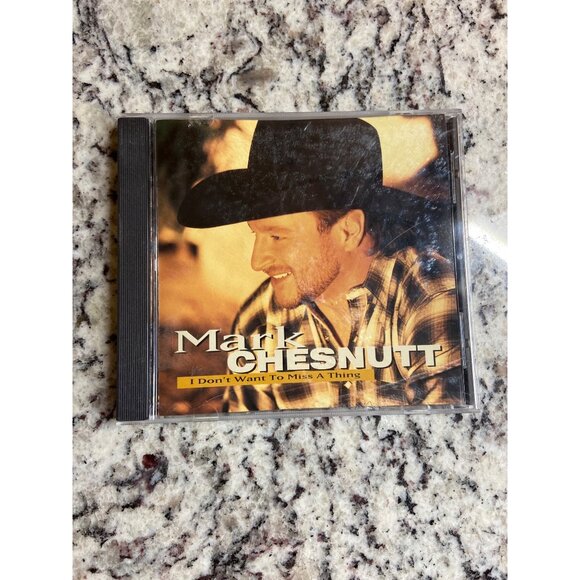 Mark
CHESNUTT
I Don't Want To Miss A Thing